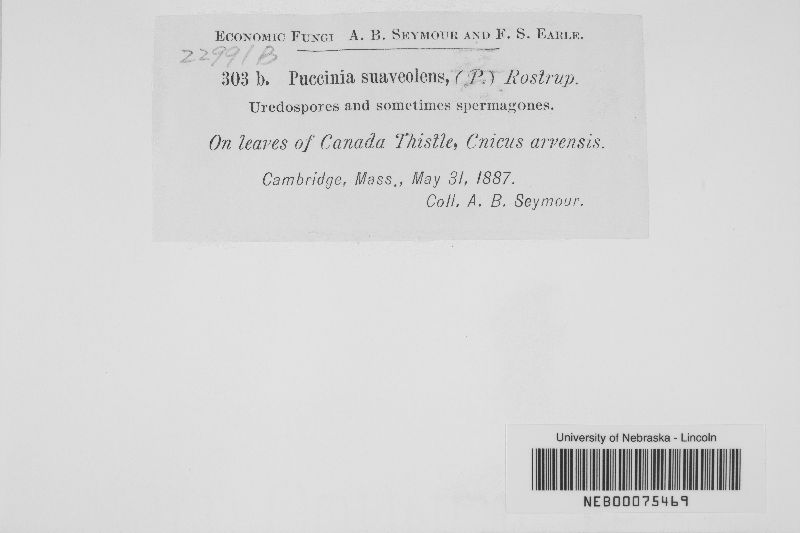 Economic Fungi A. B. Seymour and F. S. Earle.
22991B
303 b. Puccinia suaveolens, (P.) Rostrup.
Uredospores and sometimes spermagones.
On leaves of Canada Thistle, Cnicus arvensis.
Cambridge, Mass., May 31, 1887.
Coll. A. B. Seymour.
University of Nebraska - Lincoln
NEB00075469